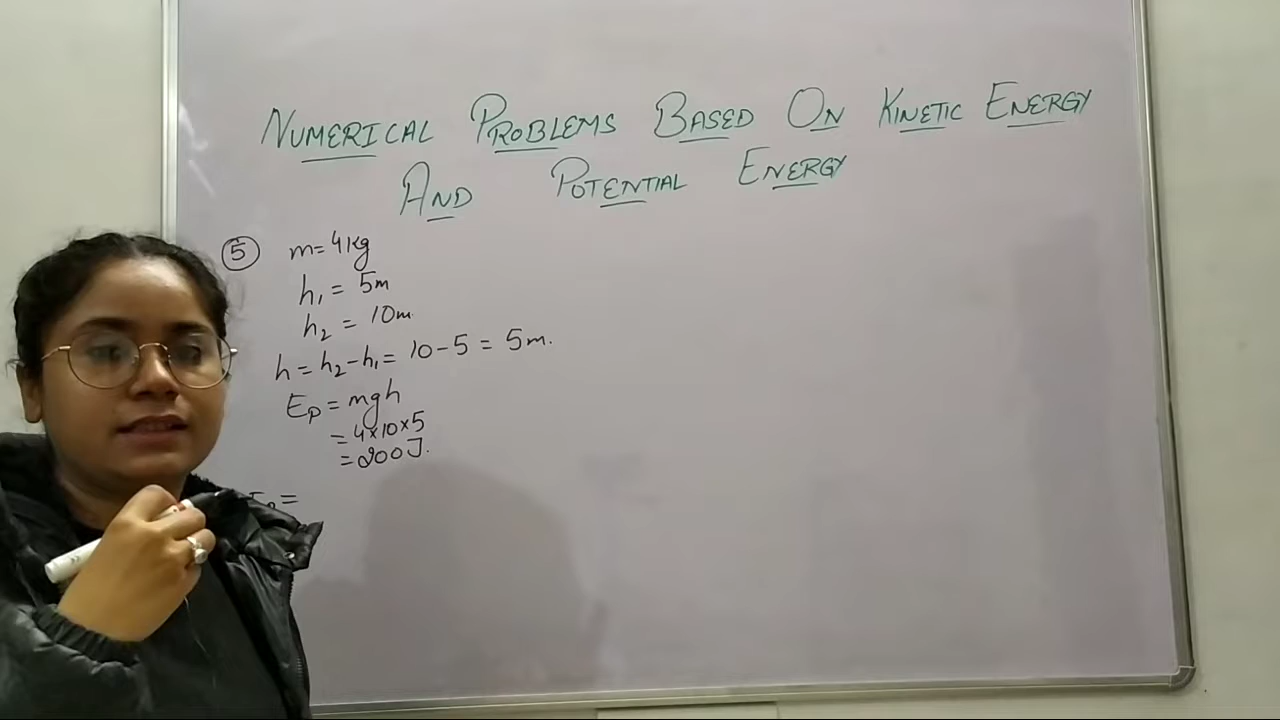 NUMERICAL PROBLEMS BASED ON KINETIC ENERGY
AND POTENTIAL ENERGY
5 m=4kg
h₁ = 5m
h₂ = 10m.
h = h₂-h₁= 10-5 = 5m.
Eₚ = mgh
= 4×10×5
= 200J.
=